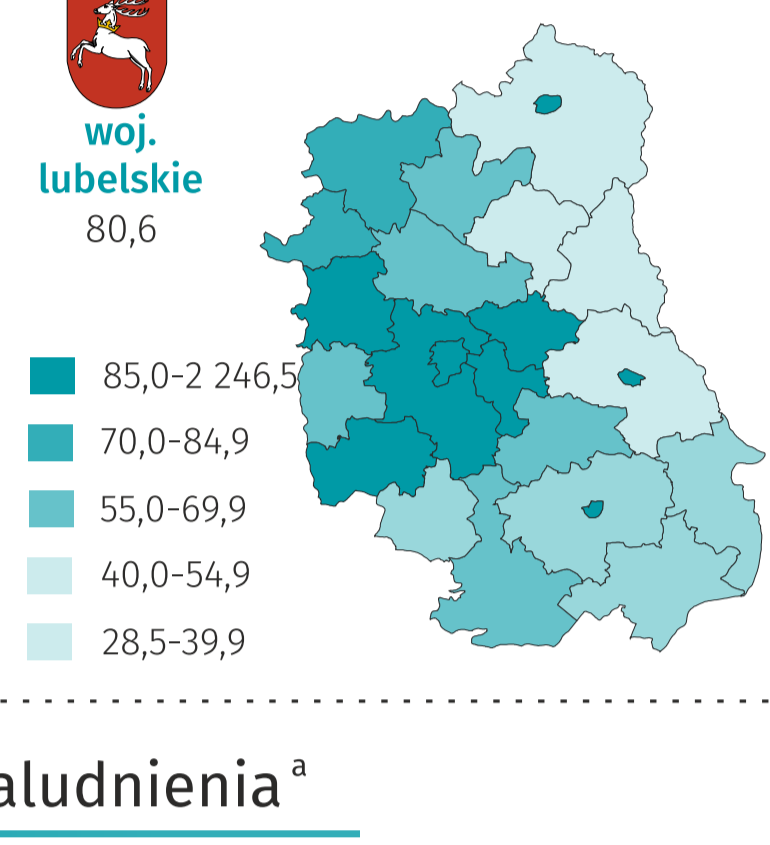 woj.
lubelskie
80,6
85,0-2 246,5
70,0-84,9
55,0-69,9
40,0-54,9
28,5-39,9
aludnienia a